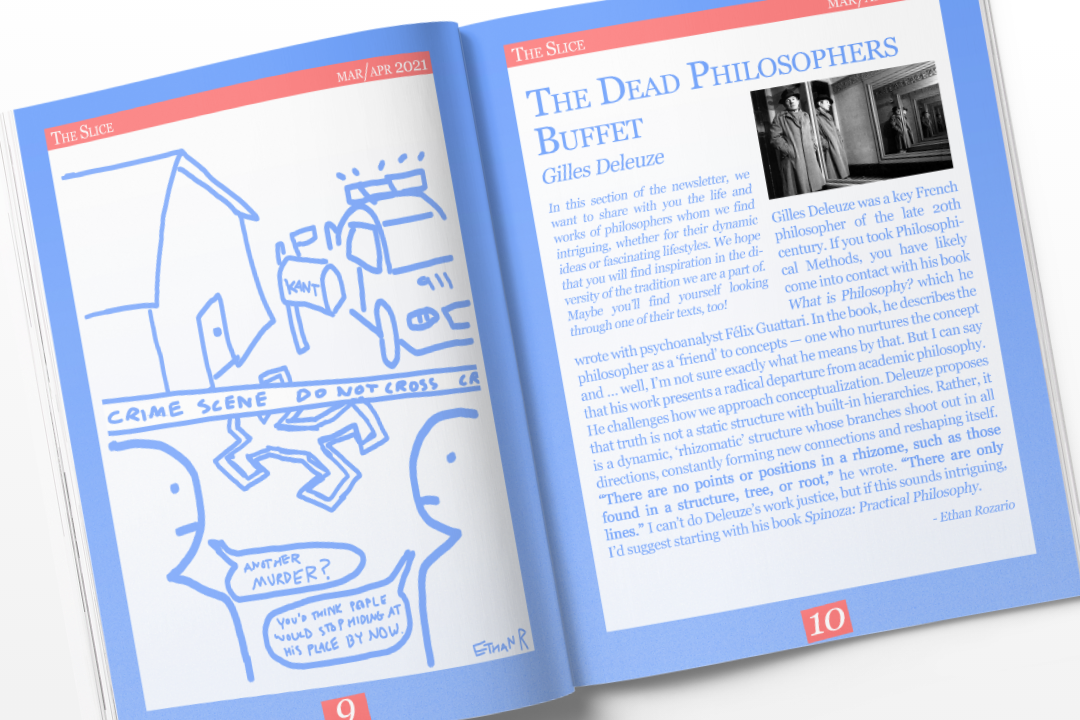 THE SLICE
MAR/APR 2021
KANT
911
CRIME SCENE DO NOT CROSS CR
ANOTHER
MURDER?
YOU'D THINK PEOPLE
WOULD STOP HIDING AT
HIS PLACE BY NOW.
ETHAN R
9
THE SLICE
MAR/
THE DEAD PHILOSOPHERS
BUFFET
Gilles Deleuze
In this section of the newsletter, we
want to share with you the life and
works of philosophers whom we find
intriguing, whether for their dynamic
ideas or fascinating lifestyles. We hope
that you will find inspiration in the di-
versity of the tradition we are a part of.
Maybe you'll find yourself looking
through one of their texts, too!
Gilles Deleuze was a key French
philosopher of the late 20th
century. If you took Philosophi-
cal Methods, you have likely
come into contact with his book
What is Philosophy? which he
wrote with psychoanalyst Félix Guattari. In the book, he describes the
philosopher as a 'friend' to concepts — one who nurtures the concept
and ... well, I'm not sure exactly what he means by that. But I can say
that his work presents a radical departure from academic philosophy.
He challenges how we approach conceptualization. Deleuze proposes
that truth is not a static structure with built-in hierarchies. Rather, it
is a dynamic, 'rhizomatic' structure whose branches shoot out in all
directions, constantly forming new connections and reshaping itself.
“There are no points or positions in a rhizome, such as those
found in a structure, tree, or root,” he wrote. “There are only
lines.” I can't do Deleuze's work justice, but if this sounds intriguing,
I'd suggest starting with his book Spinoza: Practical Philosophy.
- Ethan Rozario
10